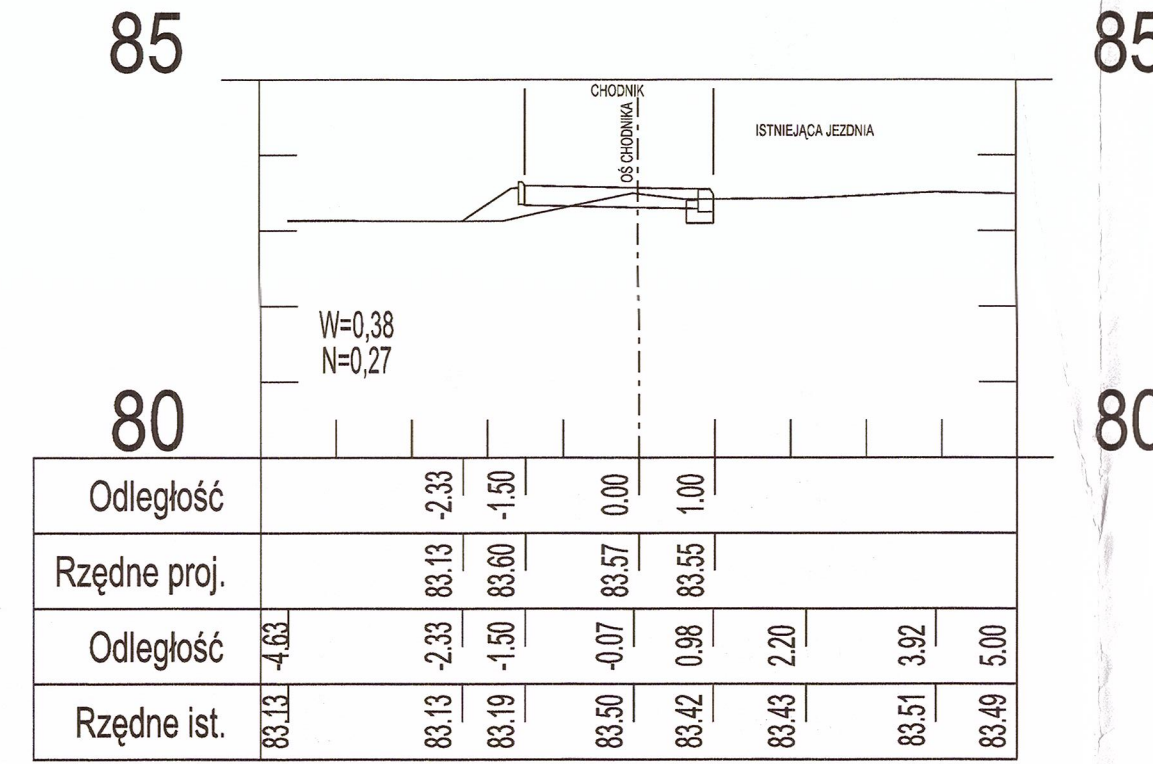 85
85
CHODNIK
OŚ CHODNIKA
ISTNIEJĄCA JEZDNIA
W=0,38
N=0,27
80
80
Odległość -2.33 -1.50 0.00 1.00
Rzędne proj. 83.13 83.60 83.57 83.55
Odległość -4.63 -2.33 -1.50 -0.07 0.98 2.20 3.92 5.00
Rzędne ist. 83.13 83.13 83.19 83.50 83.42 83.43 83.51 83.49